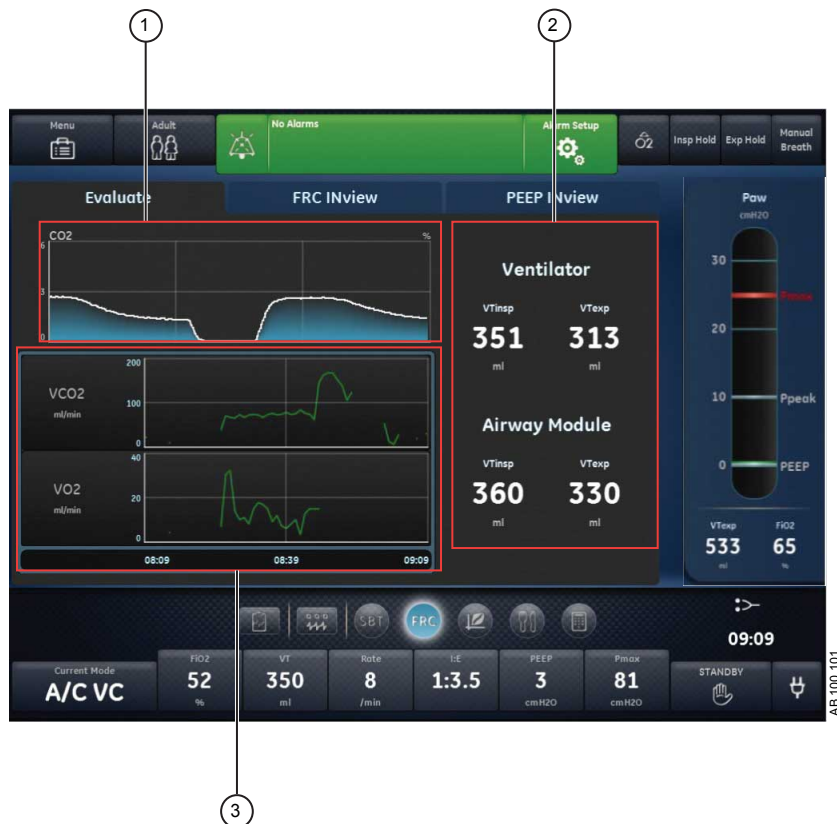 1
2
Menu
Adult
No Alarms
Alarm Setup
O2
Insp Hold
Exp Hold
Manual
Breath
Evaluate
FRC INview
PEEP INview
CO2
%
6
3
0
VCO2
ml/min
200
100
0
VO2
ml/min
40
20
0
08:09
08:39
09:09
Ventilator
VTinsp
VTexp
351
313
ml
ml
Airway Module
VTinsp
VTexp
360
330
ml
ml
Paw
cmH2O
30
20
10
Ppeak
0
PEEP
VTexp
FiO2
533
65
ml
%
SBT
FRC
09:09
Current Mode
A/C VC
FiO2
52
%
VT
350
ml
Rate
8
/min
I:E
1:3.5
PEEP
3
cmH2O
Pmax
81
cmH2O
STANDBY
AB.100.101
3